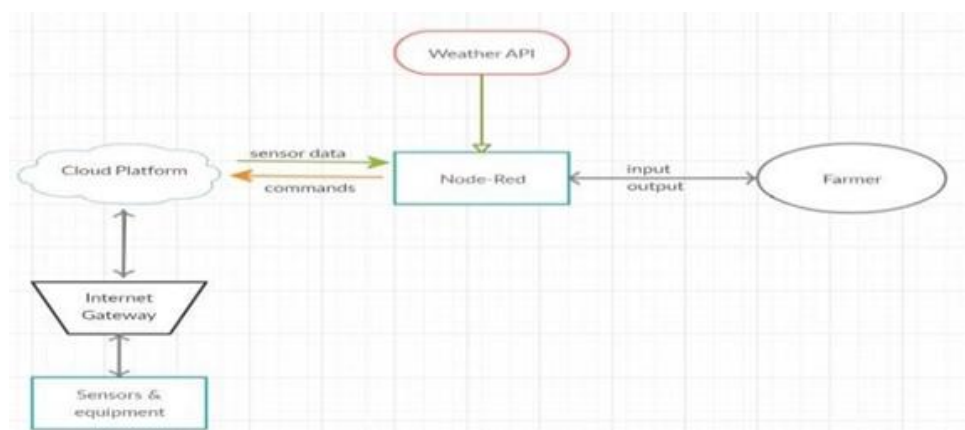 Weather API
sensor data
Cloud Platform
commands
Node-Red
input
output
Farmer
Internet
Gateway
Sensors &
equipment